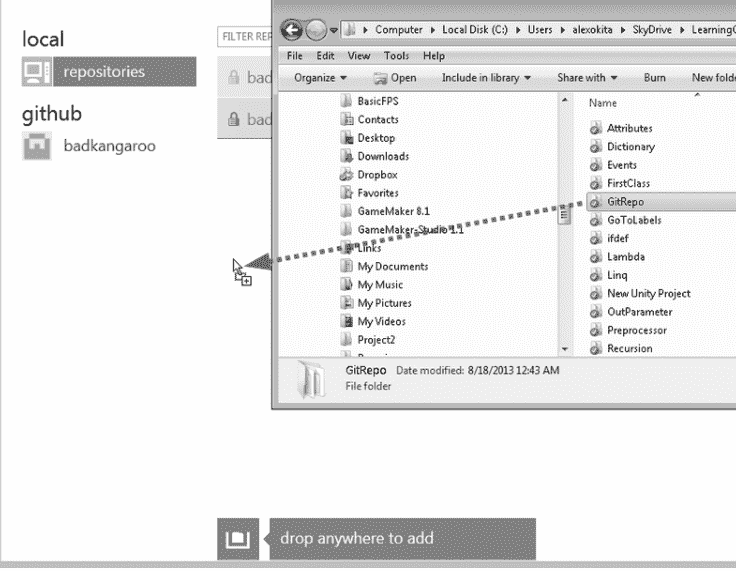 local
repositories
github
badkangaroo
FILTER REP
bad
bad
Computer ▸ Local Disk (C:) ▸ Users ▸ alexokita ▸ SkyDrive ▸ Learning
File Edit View Tools Help
Organize Open Include in library Share with Burn New folde
BasicFPS
Contacts
Desktop
Downloads
Dropbox
Favorites
GameMaker 8.1
GameMaker-Studio 1.1
Links
My Documents
My Music
My Pictures
My Videos
Project2
Name
Attributes
Dictionary
Events
FirstClass
GitRepo
GoToLabels
ifdef
Lambda
Linq
New Unity Project
OutParameter
Preprocessor
Recursion
GitRepo Date modified: 8/18/2013 12:43 AM
File folder
drop anywhere to add